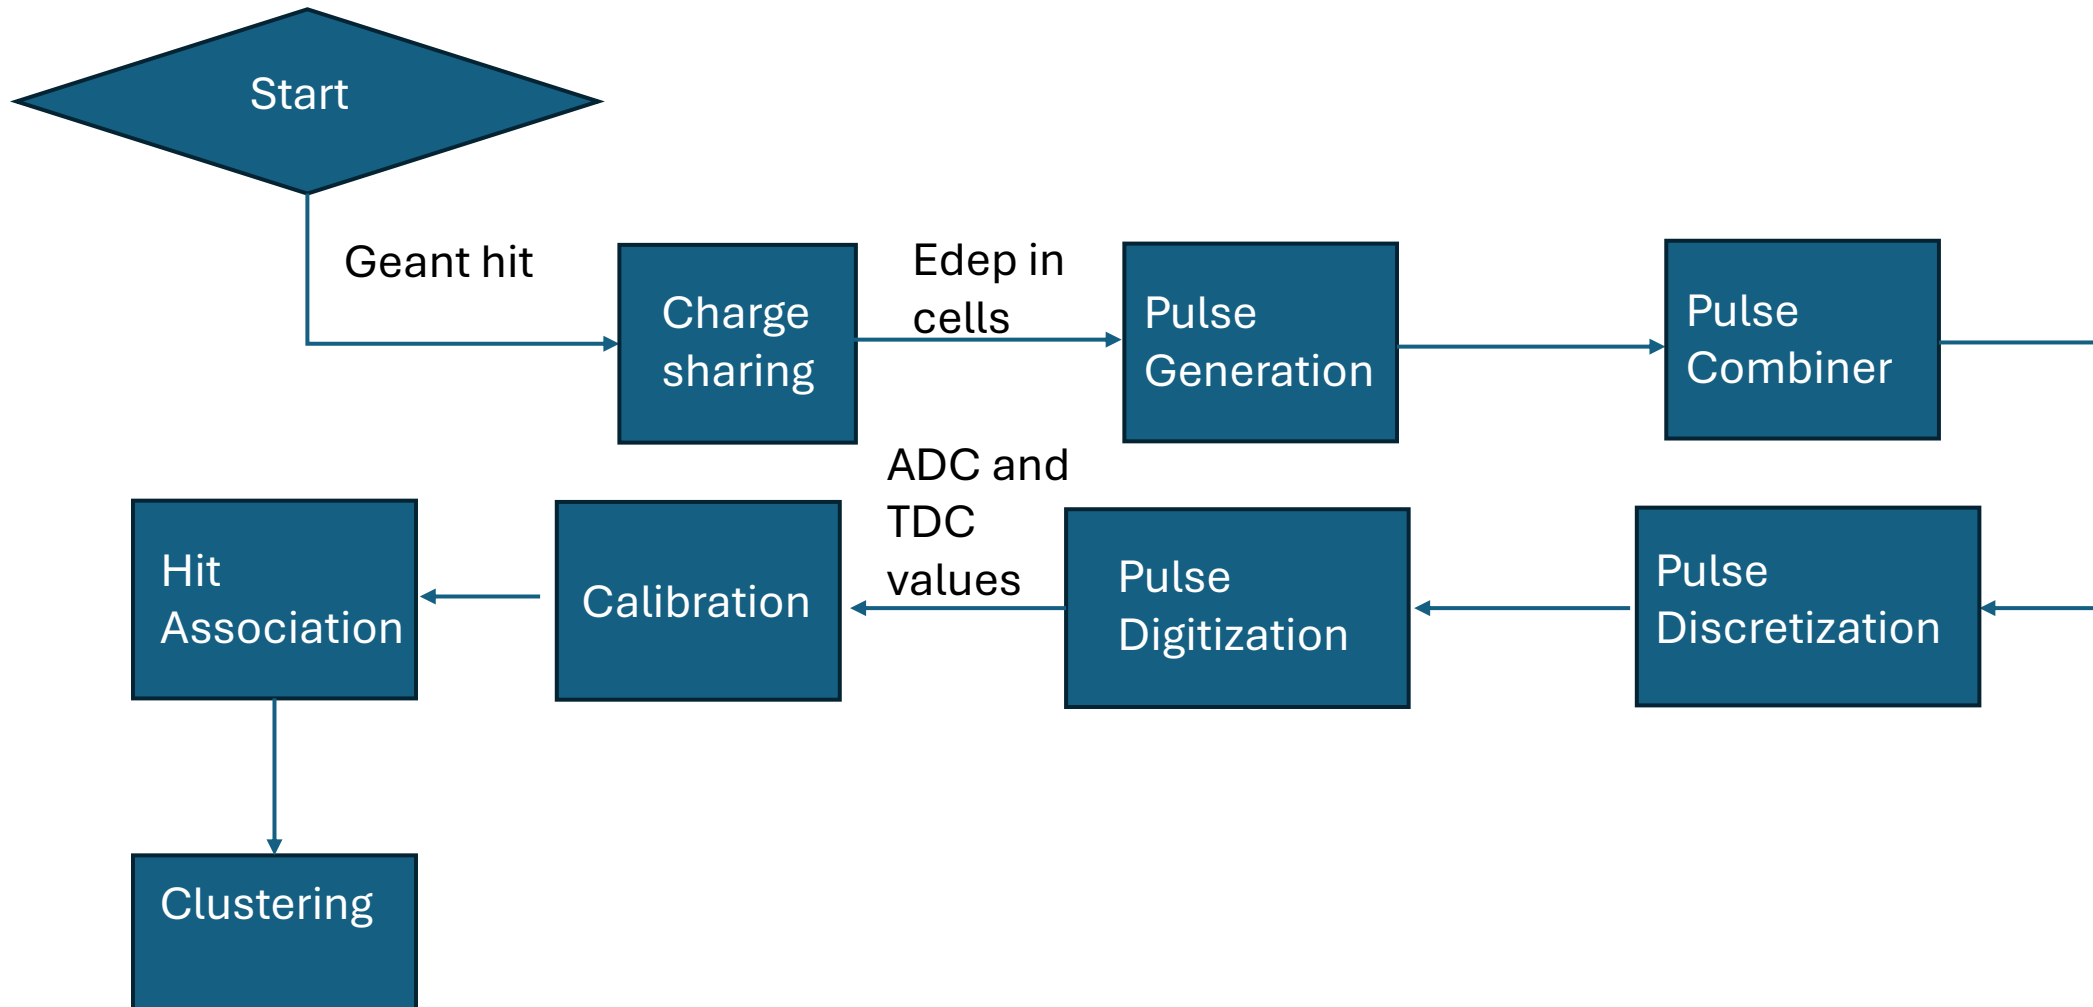 Start
Geant hit
Charge
sharing
Edep in
cells
Pulse
Generation
Pulse
Combiner
Pulse
Discretization
Pulse
Digitization
ADC and
TDC
values
Calibration
Hit
Association
Clustering